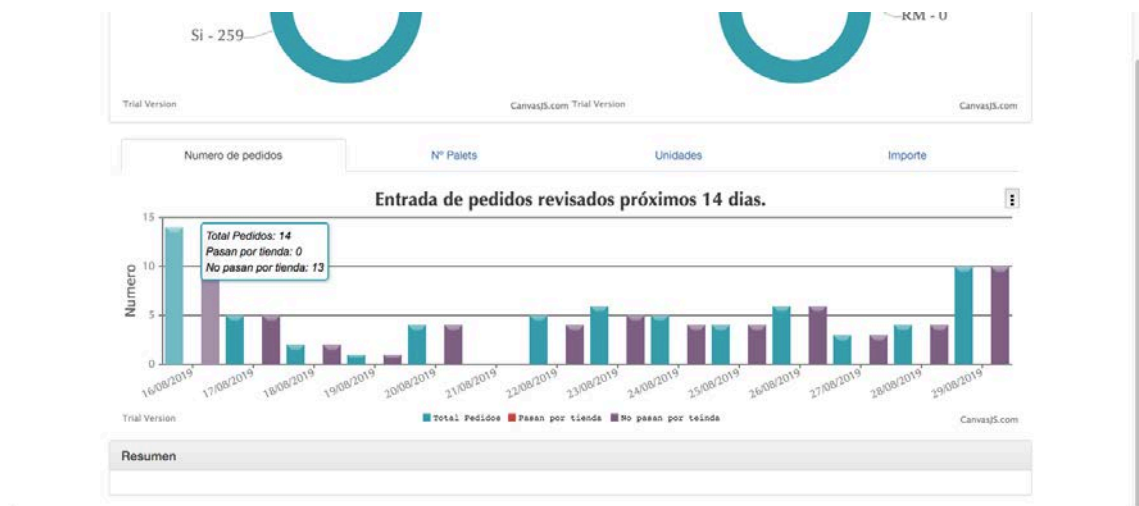 Si - 259
RM - 0
Trial Version
CanvasJS.com
Trial Version
CanvasJS.com
Numero de pedidos
Nº Palets
Unidades
Importe
Entrada de pedidos revisados próximos 14 dias.
15
10
5
0
Numero
Total Pedidos: 14
Pasan por tienda: 0
No pasan por tienda: 13
16/08/2019
17/08/2019
18/08/2019
19/08/2019
20/08/2019
21/08/2019
22/08/2019
23/08/2019
24/08/2019
25/08/2019
26/08/2019
27/08/2019
28/08/2019
29/08/2019
Trial Version
Total Pedidos Pasan por tienda No pasan por teinda
CanvasJS.com
Resumen